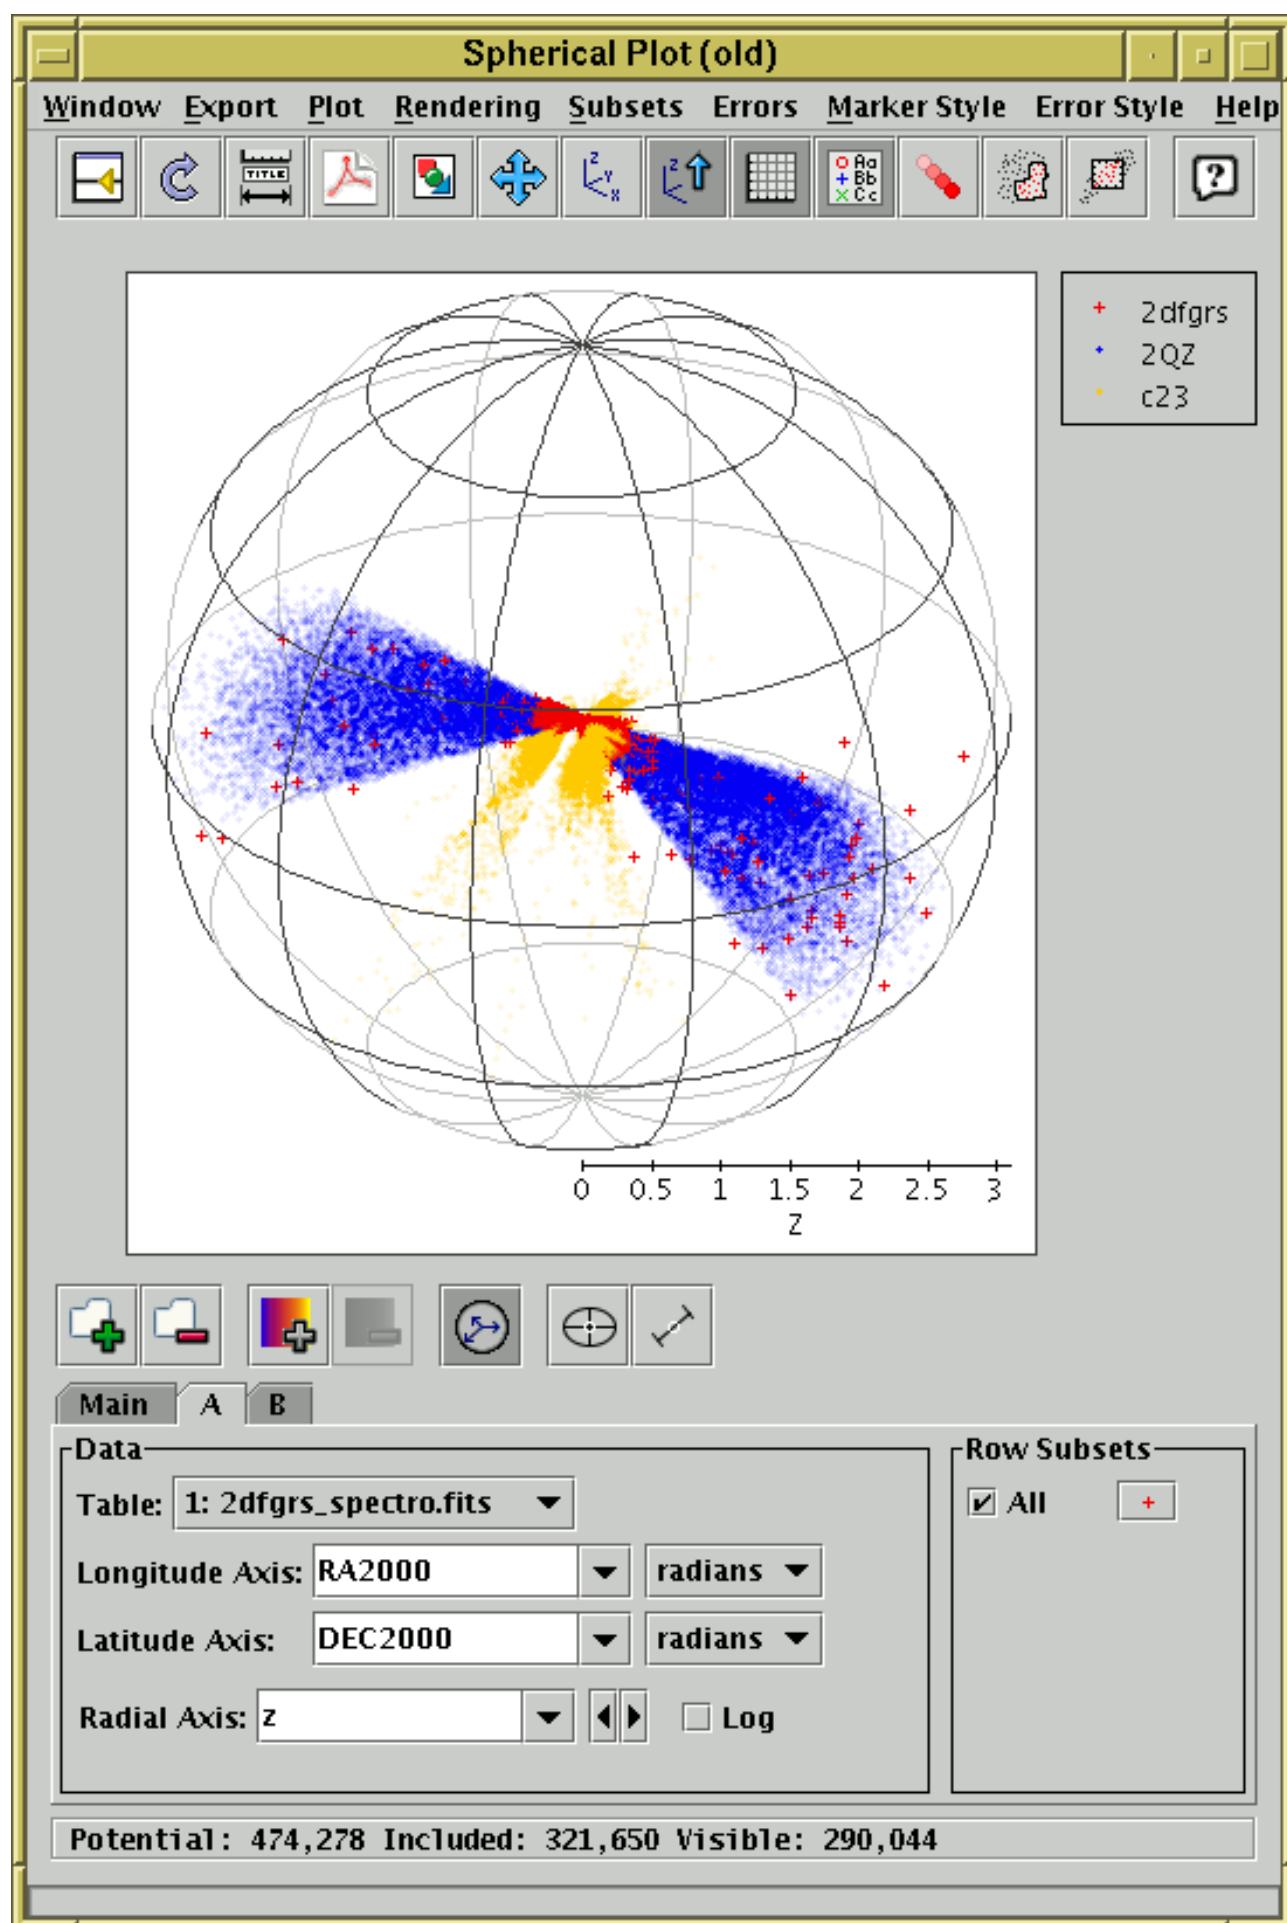 Spherical Plot (old)
Window Export Plot Rendering Subsets Errors Marker Style Error Style Help
TITLE
Z Y X
Z
Aa
Bb
Cc
?
2dfgrs
2QZ
c23
0 0.5 1 1.5 2 2.5 3
Z
Main A B
Data
Table: 1: 2dfgrs_spectro.fits
Longitude Axis: RA2000 radians
Latitude Axis: DEC2000 radians
Radial Axis: z Log
Row Subsets
All
Potential: 474,278 Included: 321,650 Visible: 290,044